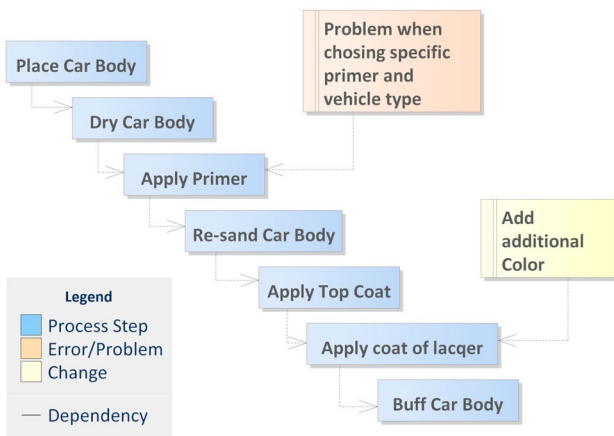 Problem when
chosing specific
primer and
vehicle type
Place Car Body
Dry Car Body
Apply Primer
Re-sand Car Body
Add
additional
Color
Apply Top Coat
Apply coat of lacqer
Buff Car Body
Legend
Process Step
Error/Problem
Change
Dependency